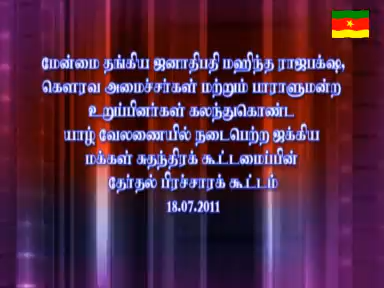 மேன்மை தங்கிய ஜனாதிபதி மஹிந்த ராஜபக்ஷ,
கௌரவ அமைச்சர்கள் மற்றும் பாராளுமன்ற
உறுப்பினர்கள் கலந்துகொண்ட
யாழ் வேலணையில் நடைபெற்ற ஐக்கிய
மக்கள் சுதந்திரக் கூட்டமைப்பின்
தேர்தல் பிரச்சாரக் கூட்டம்
18.07.2011